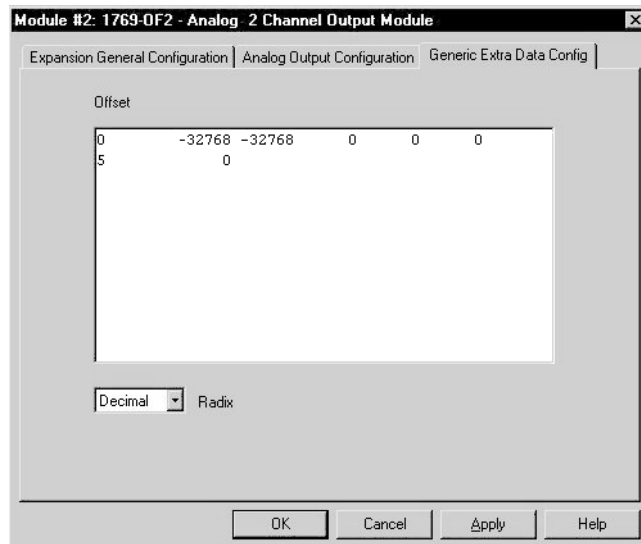 Module #2: 1769-OF2 - Analog - 2 Channel Output Module
Expansion General Configuration Analog Output Configuration Generic Extra Data Config
Offset
0 -32768 -32768 0 0 0
5 0
Decimal Radix
OK Cancel Apply Help